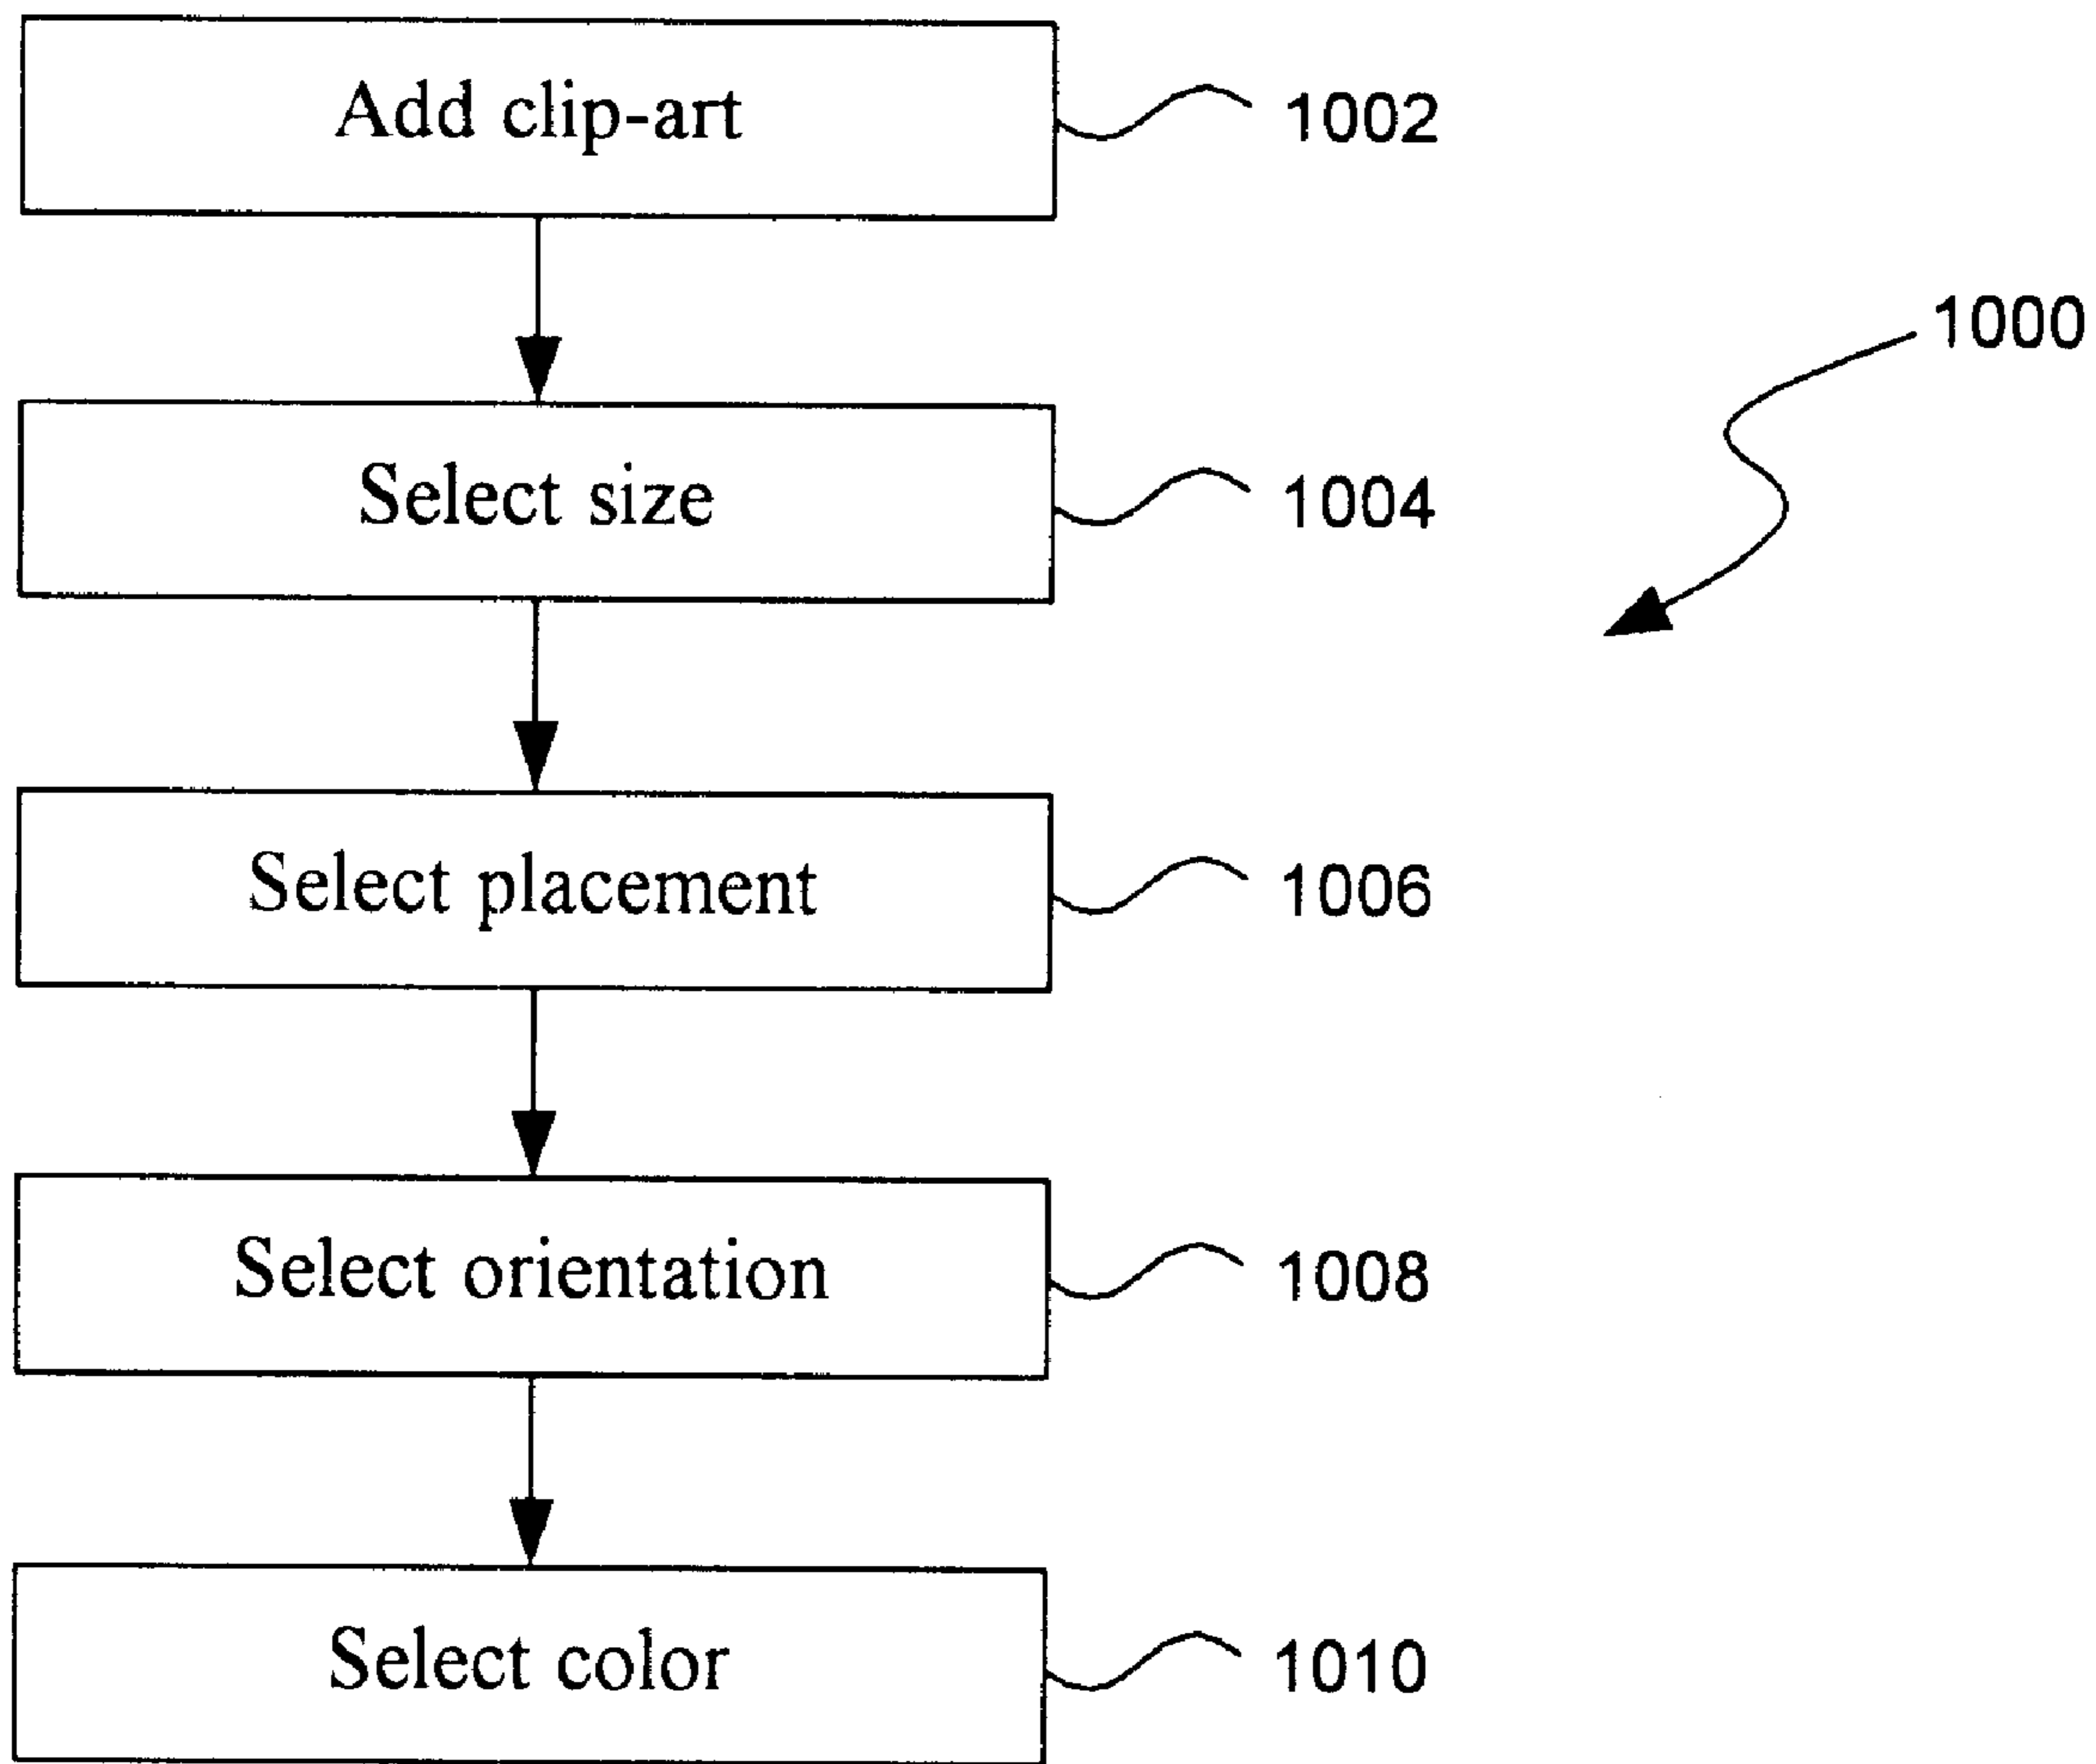 Add clip-art
1002
1000
Select size
1004
Select placement
1006
Select orientation
1008
Select color
1010